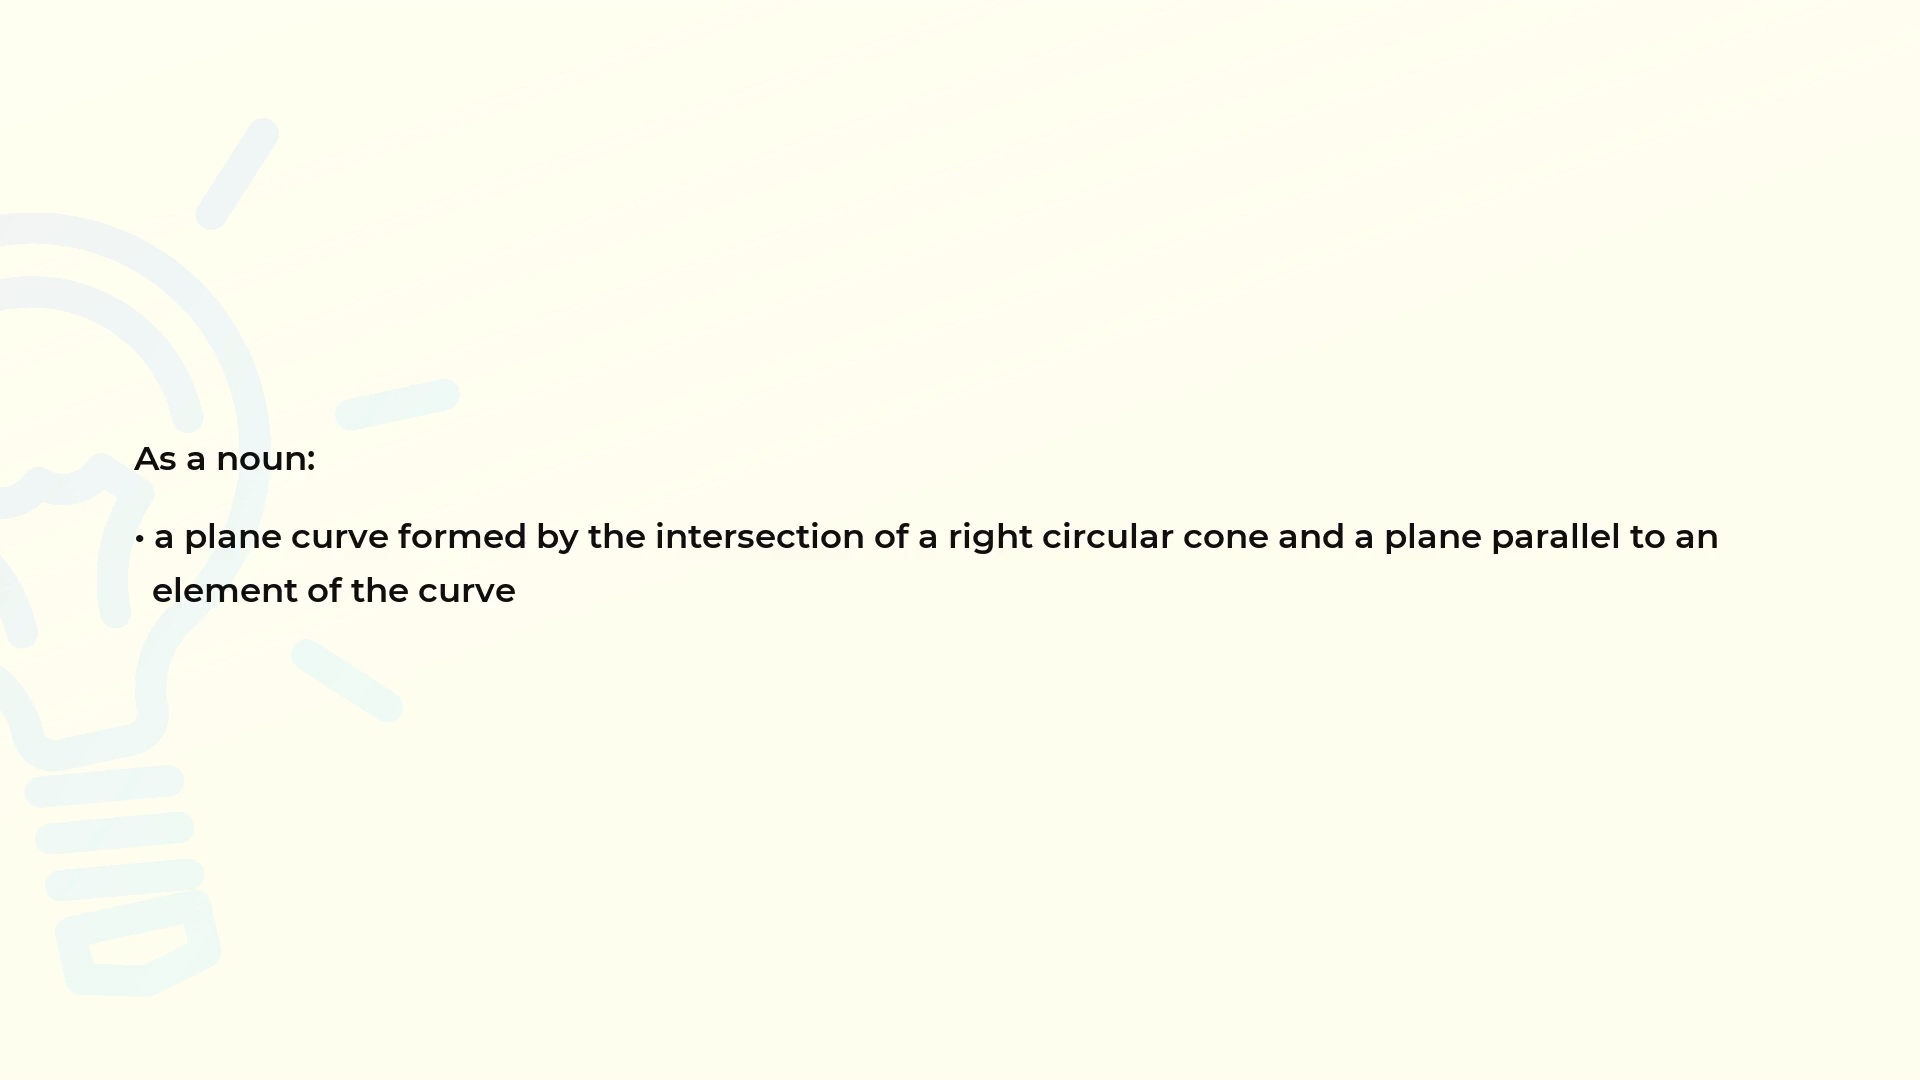 As a noun:
• a plane curve formed by the intersection of a right circular cone and a plane parallel to an
element of the curve